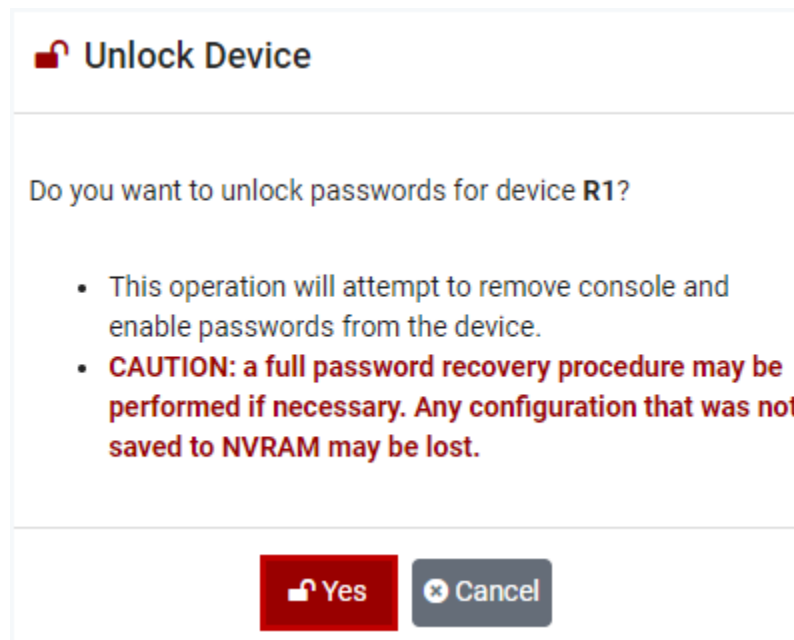 Unlock Device
Do you want to unlock passwords for device R1?
• This operation will attempt to remove console and
enable passwords from the device.
• CAUTION: a full password recovery procedure may be
performed if necessary. Any configuration that was not
saved to NVRAM may be lost.
Yes
Cancel